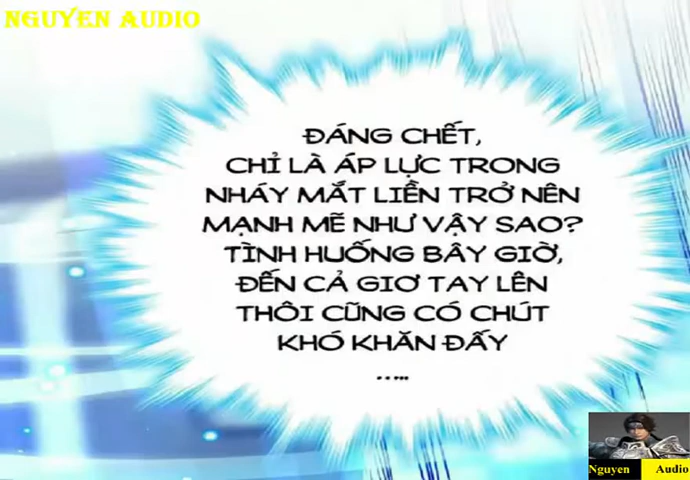 NGUYEN AUDIO
ĐÁNG CHẾT,
CHỈ LÀ ÁP LỰC TRONG
NHÁY MẮT LIỀN TRỞ NÊN
MẠNH MẼ NHƯ VẬY SAO?
TÌNH HUỐNG BÂY GIỜ,
ĐẾN CẢ GIƠ TAY LÊN
THÔI CŨNG CÓ CHÚT
KHÓ KHĂN ĐẤY
.....
Nguyen Audio